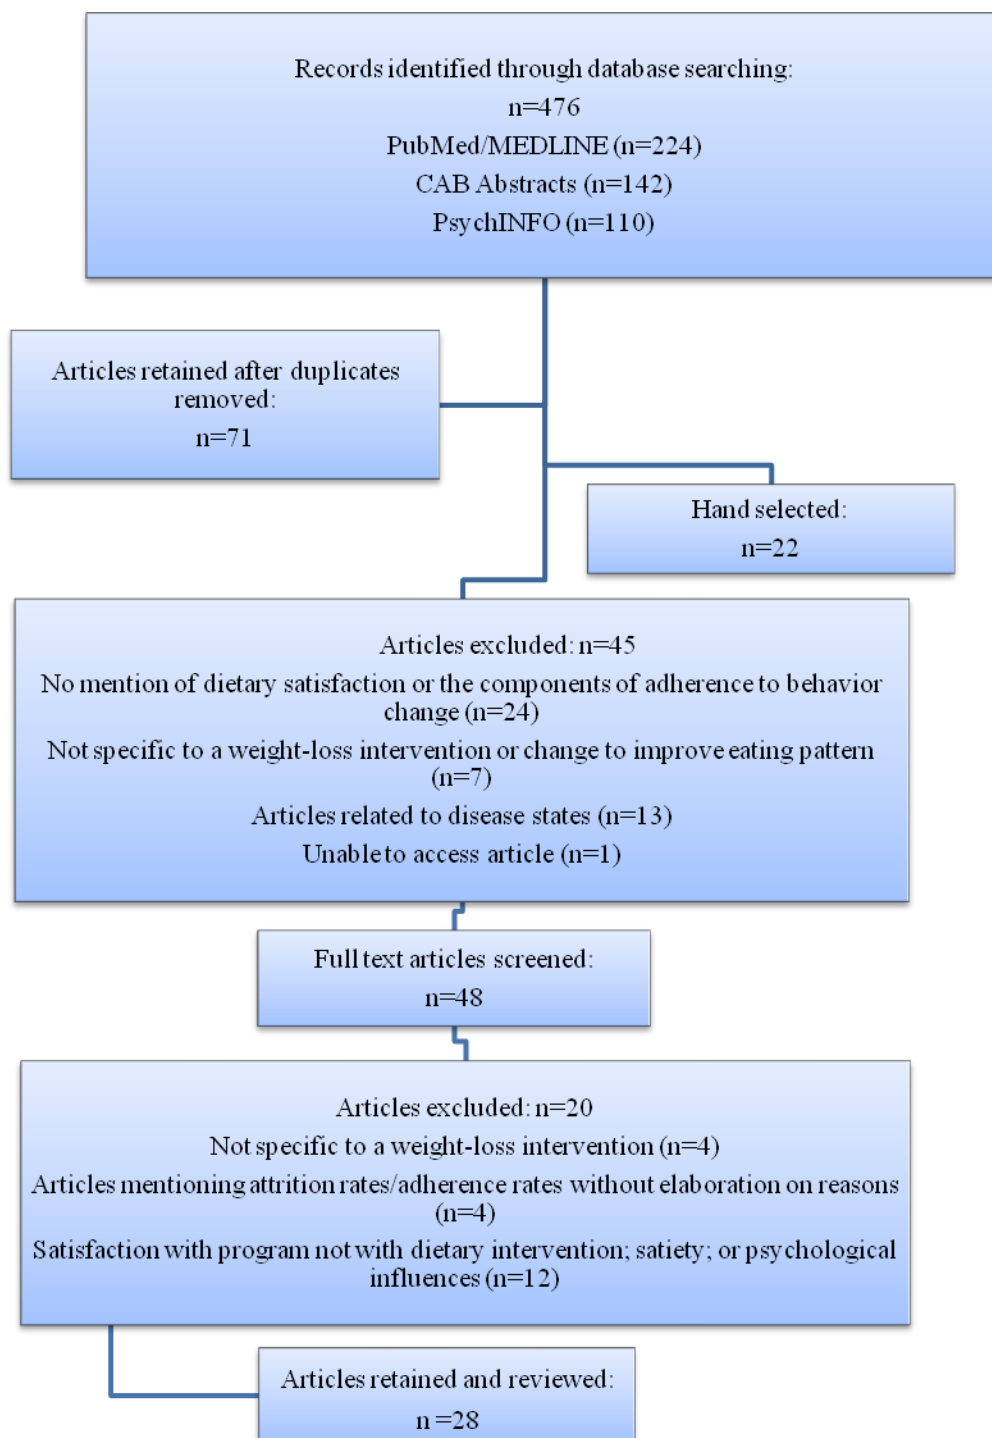 Records identified through database searching:
n=476
PubMed/MEDLINE (n=224)
CAB Abstracts (n=142)
PsychINFO (n=110)
Articles retained after duplicates
removed:
n=71
Hand selected:
n=22
Articles excluded: n=45
No mention of dietary satisfaction or the components of adherence to behavior
change (n=24)
Not specific to a weight-loss intervention or change to improve eating pattern
(n=7)
Articles related to disease states (n=13)
Unable to access article (n=1)
Full text articles screened:
n=48
Articles excluded: n=20
Not specific to a weight-loss intervention (n=4)
Articles mentioning attrition rates/adherence rates without elaboration on reasons
(n=4)
Satisfaction with program not with dietary intervention; satiety; or psychological
influences (n=12)
Articles retained and reviewed:
n =28